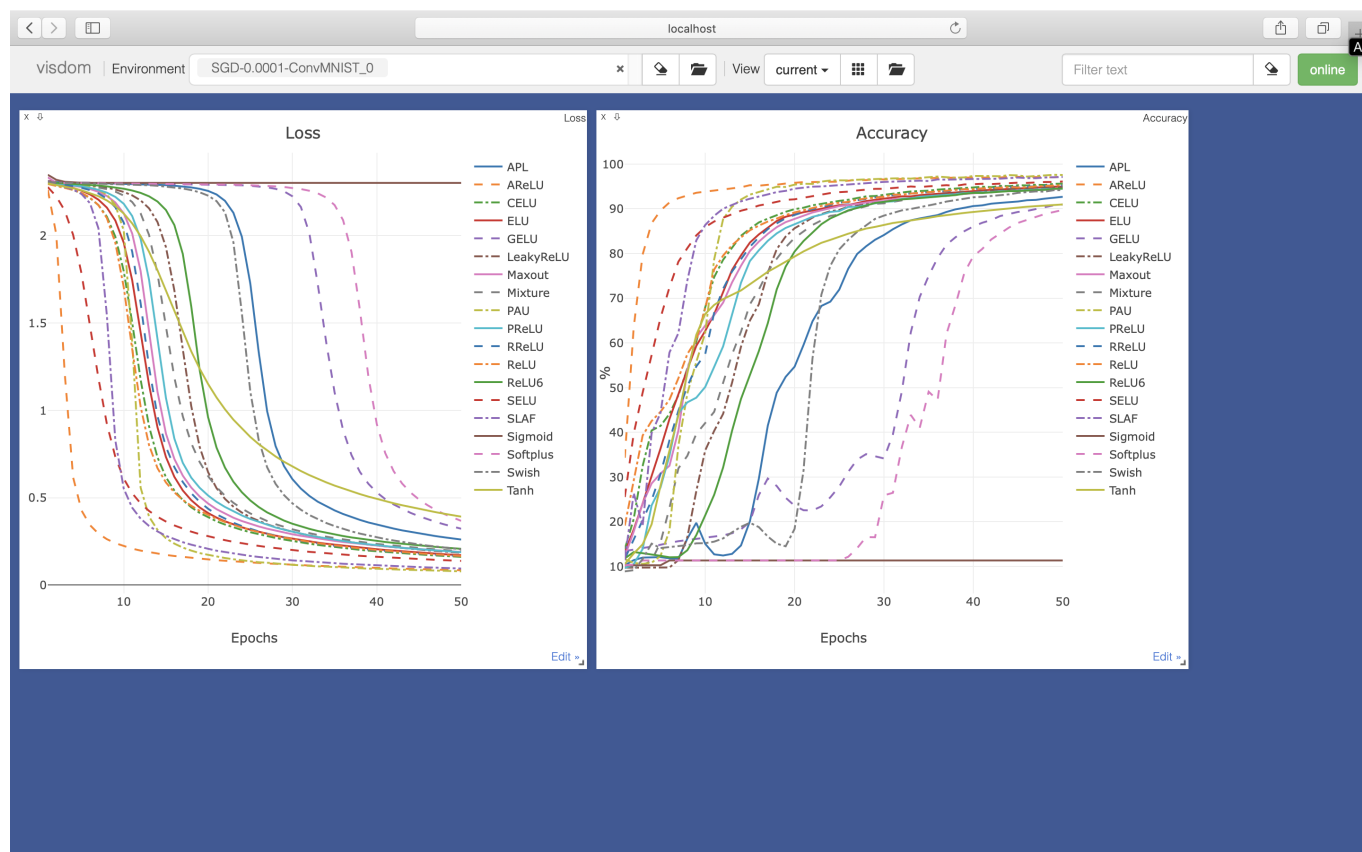 localhost
A
visdom Environment SGD-0.0001-ConvMNIST_0 × View current Filter text online
x Loss
Loss
2
1.5
1
0.5
0
10 20 30 40 50
Epochs
APL
AReLU
CELU
ELU
GELU
LeakyReLU
Maxout
Mixture
PAU
PReLU
RReLU
ReLU
ReLU6
SELU
SLAF
Sigmoid
Softplus
Swish
Tanh
Edit »
x Accuracy
Accuracy
100
90
80
70
60
50
40
30
20
10
%
10 20 30 40 50
Epochs
APL
AReLU
CELU
ELU
GELU
LeakyReLU
Maxout
Mixture
PAU
PReLU
RReLU
ReLU
ReLU6
SELU
SLAF
Sigmoid
Softplus
Swish
Tanh
Edit »